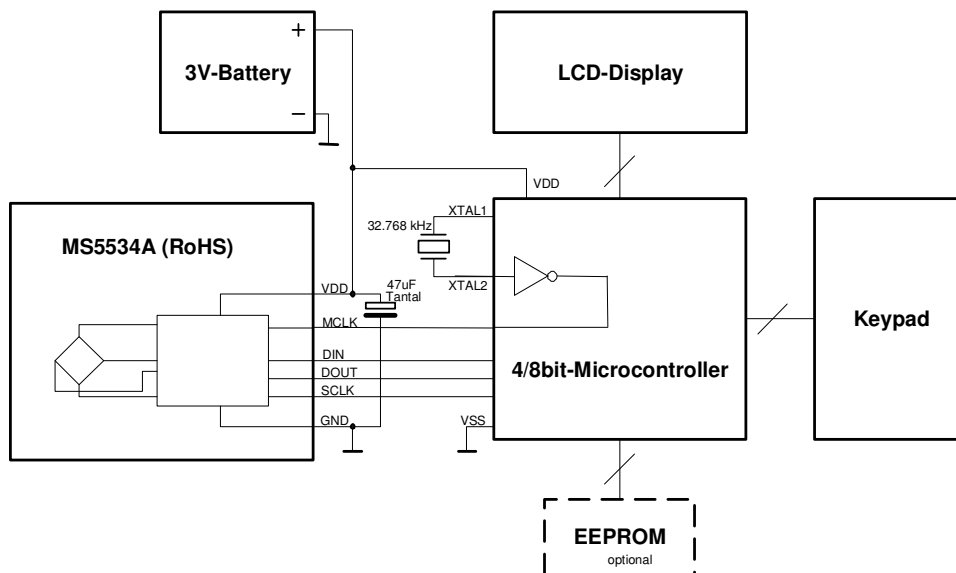 +
3V-Battery
−
LCD-Display
VDD
XTAL1
32.768 kHz
XTAL2
MS5534A (RoHS)
VDD
47uF
Tantal
MCLK
DIN
DOUT
SCLK
GND
4/8bit-Microcontroller
VSS
Keypad
EEPROM
optional